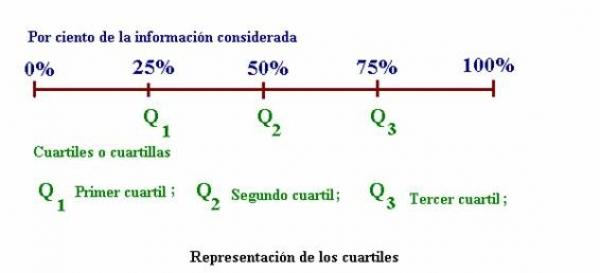 Por ciento de la información considerada
0% 25% 50% 75% 100%
Q1 Q2 Q3
Cuartiles o cuartillas
Q1 Primer cuartil ; Q2 Segundo cuartil; Q3 Tercer cuartil ;
Representación de los cuartiles